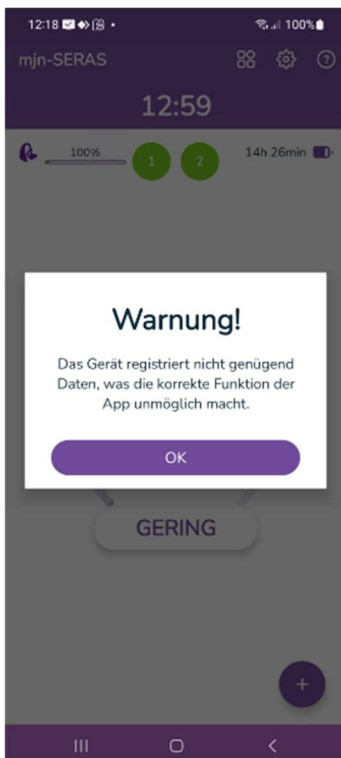 12:18 100%
mjn-SERAS
12:59
100% 1 2 14h 26min
Warnung!
Das Gerät registriert nicht genügend
Daten, was die korrekte Funktion der
App unmöglich macht.
OK
GERING
+